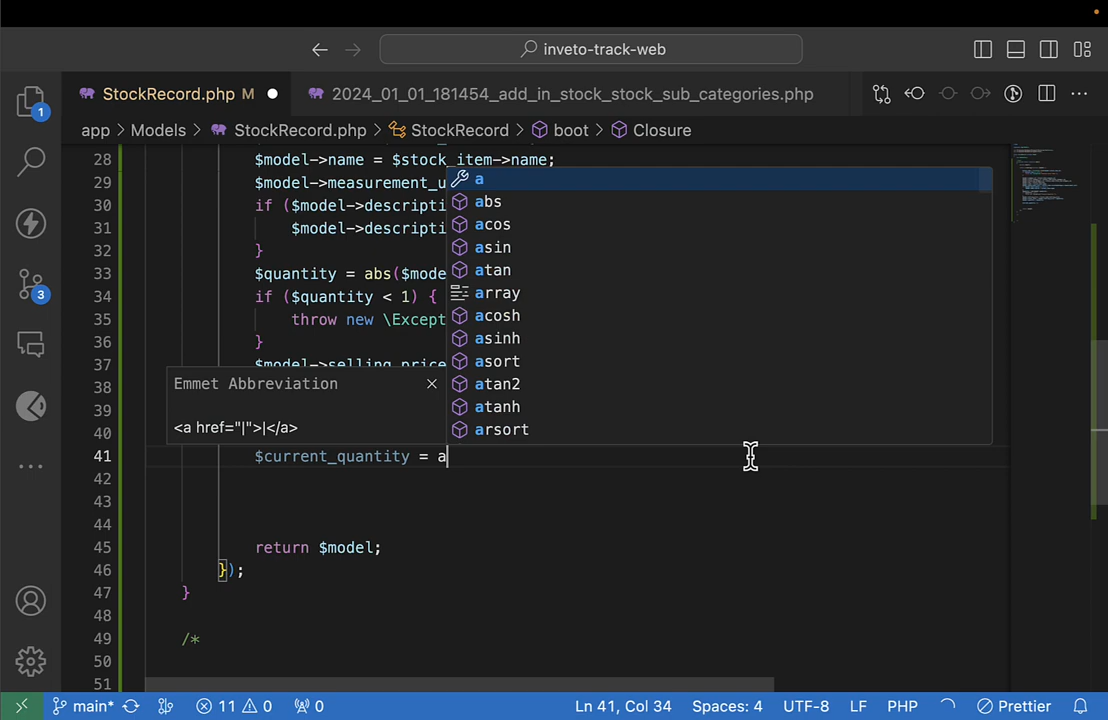 inveto-track-web
StockRecord.php M
2024_01_01_181454_add_in_stock_stock_sub_categories.php
app > Models > StockRecord.php > StockRecord > boot > Closure
1
3
28 $model->name = $stock_item->name;
29 $model->measurement_u
30 if ($model->descripti
31 $model->descripti
32 }
33 $quantity = abs($mode
34 if ($quantity < 1) {
35 throw new \Except
36 }
37 $model->selling_price
38
39
40
41 $current_quantity = a
42
43
44
45 return $model;
46 });
47 }
48
49 /*
50
51
a
abs
acos
asin
atan
array
acosh
asinh
asort
atan2
atanh
arsort
Emmet Abbreviation
<a href="|">|</a>
main* 11 0 0 Ln 41, Col 34 Spaces: 4 UTF-8 LF PHP Prettier